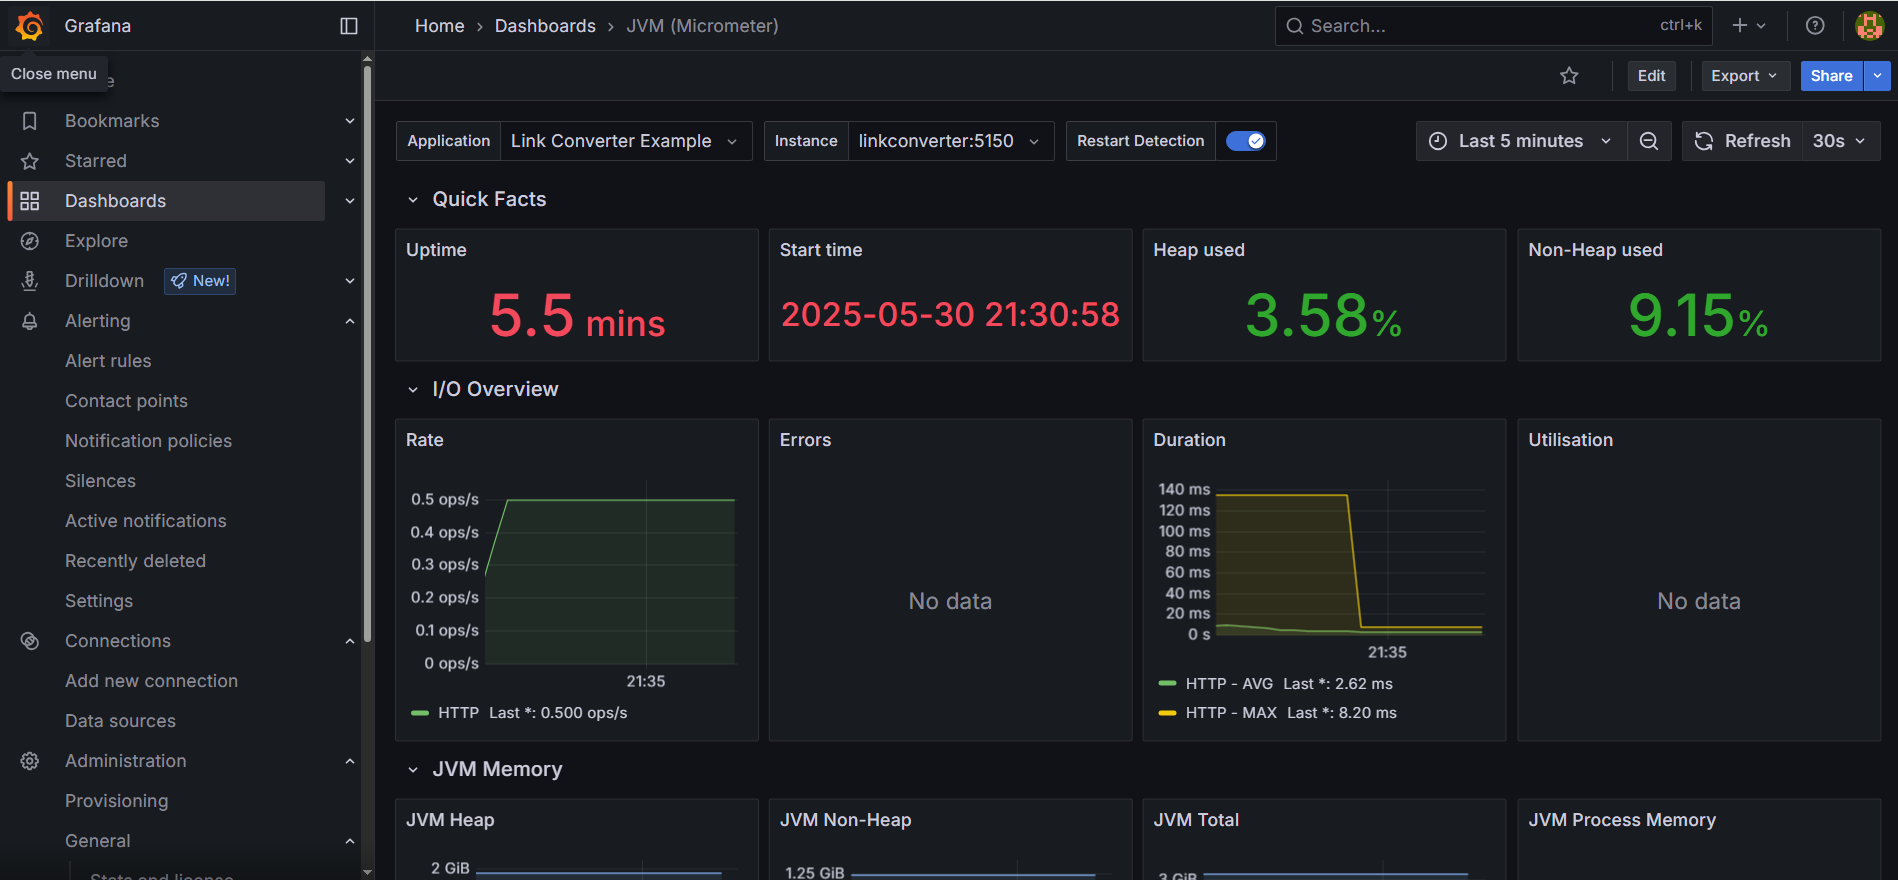 Grafana
Home › Dashboards › JVM (Micrometer)
Search...
ctrl+k
Close menu
Edit
Export
Share
Bookmarks
Starred
Dashboards
Explore
Drilldown
New!
Alerting
Alert rules
Contact points
Notification policies
Silences
Active notifications
Recently deleted
Settings
Connections
Add new connection
Data sources
Administration
Provisioning
General
Stats and license
Application
Link Converter Example
Instance
linkconverter:5150
Restart Detection
Last 5 minutes
Refresh
30s
Quick Facts
Uptime
5.5 mins
Start time
2025-05-30 21:30:58
Heap used
3.58%
Non-Heap used
9.15%
I/O Overview
Rate
0.5 ops/s
0.4 ops/s
0.3 ops/s
0.2 ops/s
0.1 ops/s
0 ops/s
21:35
HTTP Last *: 0.500 ops/s
Errors
No data
Duration
140 ms
120 ms
100 ms
80 ms
60 ms
40 ms
20 ms
0 s
21:35
HTTP - AVG Last *: 2.62 ms
HTTP - MAX Last *: 8.20 ms
Utilisation
No data
JVM Memory
JVM Heap
2 GiB
JVM Non-Heap
1.25 GiB
JVM Total
3 GiB
JVM Process Memory